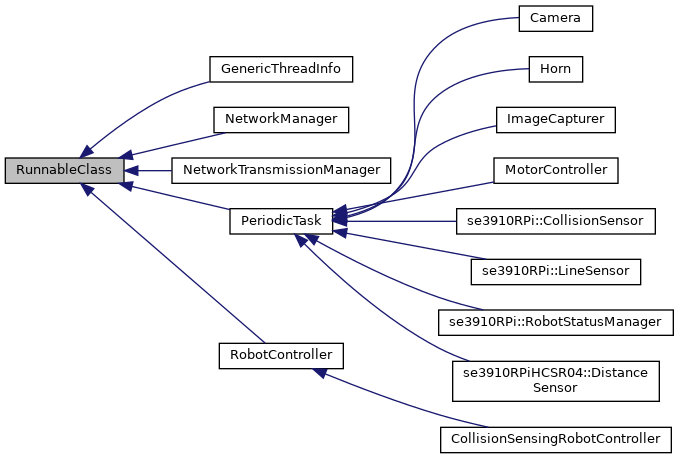 Camera
GenericThreadInfo
Horn
NetworkManager
ImageCapturer
RunnableClass
NetworkTransmissionManager
MotorController
PeriodicTask
se3910RPi::CollisionSensor
se3910RPi::LineSensor
se3910RPi::RobotStatusManager
RobotController
se3910RPiHCSR04::Distance
Sensor
CollisionSensingRobotController